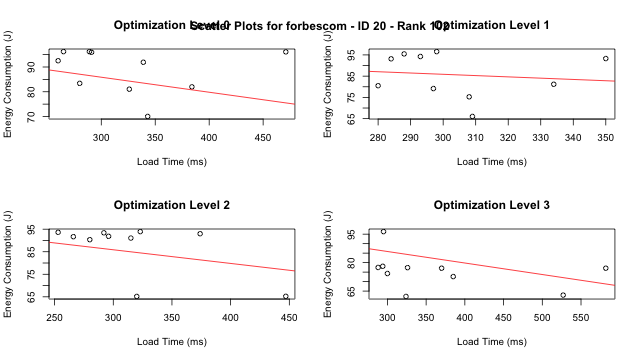 Scatter Plots for forbescom - ID 20 - Rank 102
Optimization Level 0
Energy Consumption (J)
70 80 90
300 350 400 450
Load Time (ms)
Optimization Level 1
Energy Consumption (J)
65 75 85 95
280 290 300 310 320 330 340 350
Load Time (ms)
Optimization Level 2
Energy Consumption (J)
65 75 85 95
250 300 350 400 450
Load Time (ms)
Optimization Level 3
Energy Consumption (J)
65 80 95
300 350 400 450 500 550
Load Time (ms)